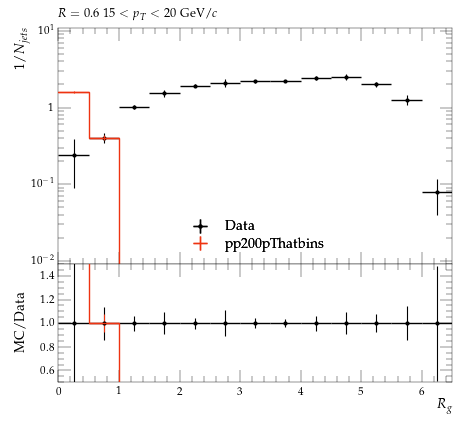 R = 0.6 15 < p_T < 20 GeV/c
1/N_jets
10^1
1
10^−1
10^−2
Data
pp200pThatbins
MC/Data
1.4
1.2
1.0
0.8
0.6
0 1 2 3 4 5 6
R_g